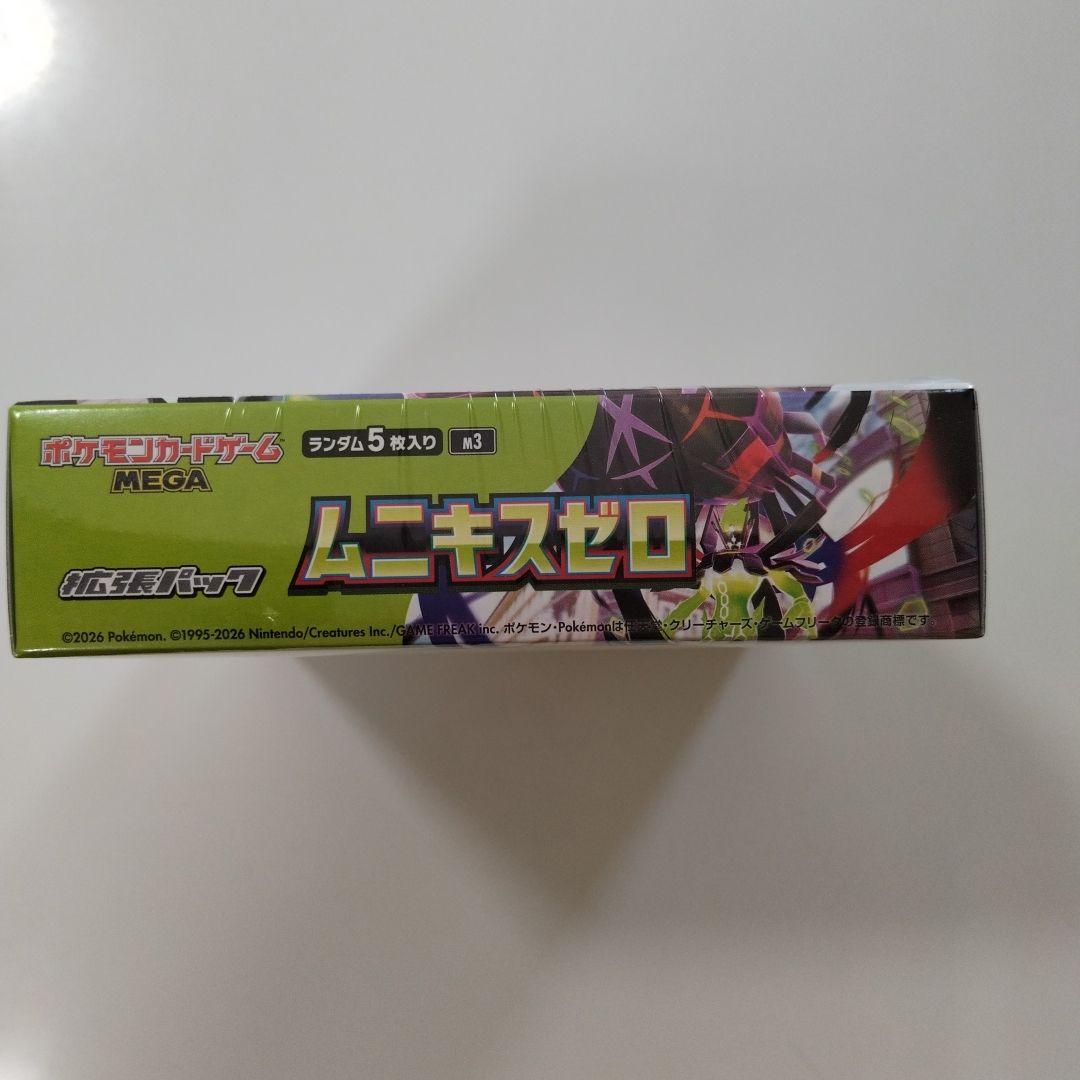 ポケモンカードゲーム™
MEGA
ランダム5枚入り M3
ムニキスゼロ
拡張パック
©2026 Pokémon. ©1995-2026 Nintendo/Creatures Inc./GAME FREAK inc. ポケモン・Pokémonは任天堂・クリーチャーズ・ゲームフリークの登録商標です。